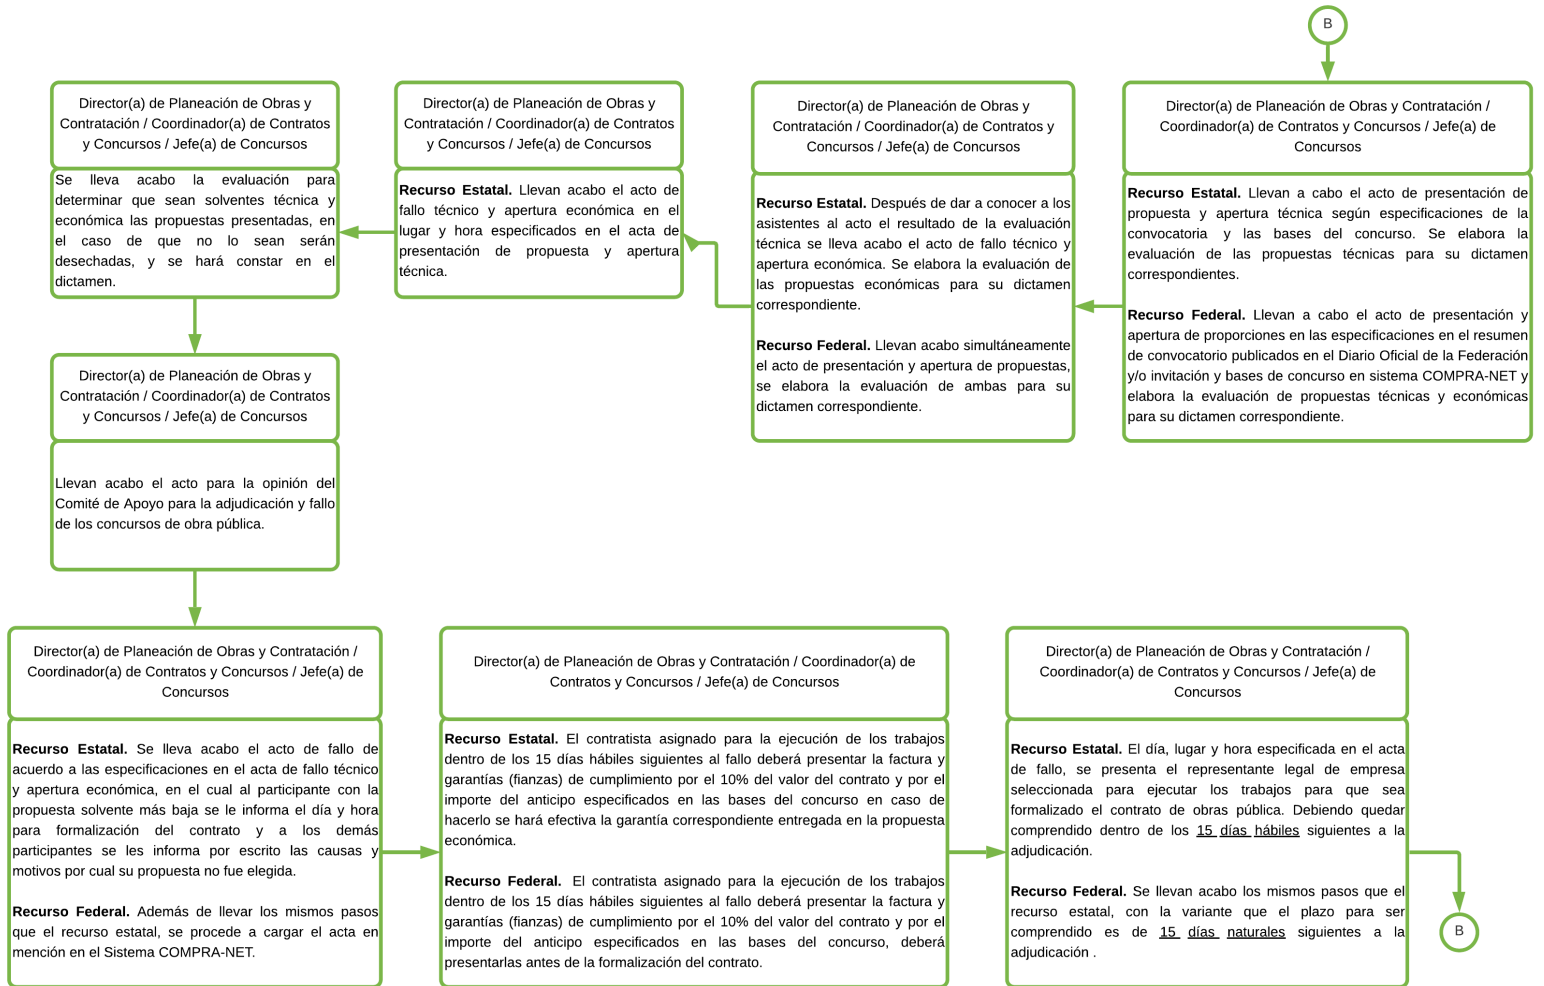 B
Director(a) de Planeación de Obras y Contratación /
Coordinador(a) de Contratos y Concursos / Jefe(a) de
Concursos
Recurso Estatal. Llevan a cabo el acto de presentación de
propuesta y apertura técnica según especificaciones de la
convocatoria y las bases del concurso. Se elabora la
evaluación de las propuestas técnicas para su dictamen
correspondientes.
Recurso Federal. Llevan a cabo el acto de presentación y
apertura de proporciones en las especificaciones en el resumen
de convocatorio publicados en el Diario Oficial de la Federación
y/o invitación y bases de concurso en sistema COMPRA-NET y
elabora la evaluación de propuestas técnicas y económicas
para su dictamen correspondiente.
Director(a) de Planeación de Obras y
Contratación / Coordinador(a) de Contratos y
Concursos / Jefe(a) de Concursos
Recurso Estatal. Después de dar a conocer a los
asistentes al acto el resultado de la evaluación
técnica se lleva acabo el acto de fallo técnico y
apertura económica. Se elabora la evaluación de
las propuestas económicas para su dictamen
correspondiente.
Recurso Federal. Llevan acabo simultáneamente
el acto de presentación y apertura de propuestas,
se elabora la evaluación de ambas para su
dictamen correspondiente.
Director(a) de Planeación de Obras y
Contratación / Coordinador(a) de Contratos
y Concursos / Jefe(a) de Concursos
Recurso Estatal. Llevan acabo el acto de
fallo técnico y apertura económica en el
lugar y hora especificados en el acta de
presentación de propuesta y apertura
técnica.
Director(a) de Planeación de Obras y
Contratación / Coordinador(a) de Contratos
y Concursos / Jefe(a) de Concursos
Se lleva acabo la evaluación para
determinar que sean solventes técnica y
económica las propuestas presentadas, en
el caso de que no lo sean serán
desechadas, y se hará constar en el
dictamen.
Director(a) de Planeación de Obras y
Contratación / Coordinador(a) de Contratos
y Concursos / Jefe(a) de Concursos
Llevan acabo el acto para la opinión del
Comité de Apoyo para la adjudicación y fallo
de los concursos de obra pública.
Director(a) de Planeación de Obras y Contratación /
Coordinador(a) de Contratos y Concursos / Jefe(a) de
Concursos
Recurso Estatal. Se lleva acabo el acto de fallo de
acuerdo a las especificaciones en el acta de fallo técnico
y apertura económica, en el cual al participante con la
propuesta solvente más baja se le informa el día y hora
para formalización del contrato y a los demás
participantes se les informa por escrito las causas y
motivos por cual su propuesta no fue elegida.
Recurso Federal. Además de llevar los mismos pasos
que el recurso estatal, se procede a cargar el acta en
mención en el Sistema COMPRA-NET.
Director(a) de Planeación de Obras y Contratación / Coordinador(a) de
Contratos y Concursos / Jefe(a) de Concursos
Recurso Estatal. El contratista asignado para la ejecución de los trabajos
dentro de los 15 días hábiles siguientes al fallo deberá presentar la factura y
garantías (fianzas) de cumplimiento por el 10% del valor del contrato y por el
importe del anticipo especificados en las bases del concurso en caso de
hacerlo se hará efectiva la garantía correspondiente entregada en la propuesta
económica.
Recurso Federal. El contratista asignado para la ejecución de los trabajos
dentro de los 15 días hábiles siguientes al fallo deberá presentar la factura y
garantías (fianzas) de cumplimiento por el 10% del valor del contrato y por el
importe del anticipo especificados en las bases del concurso, deberá
presentarlas antes de la formalización del contrato.
Director(a) de Planeación de Obras y Contratación /
Coordinador(a) de Contratos y Concursos / Jefe(a) de
Concursos
Recurso Estatal. El día, lugar y hora especificada en el acta
de fallo, se presenta el representante legal de empresa
seleccionada para ejecutar los trabajos para que sea
formalizado el contrato de obras pública. Debiendo quedar
comprendido dentro de los 15 días hábiles siguientes a la
adjudicación.
Recurso Federal. Se llevan acabo los mismos pasos que el
recurso estatal, con la variante que el plazo para ser
comprendido es de 15 días naturales siguientes a la
adjudicación .
B